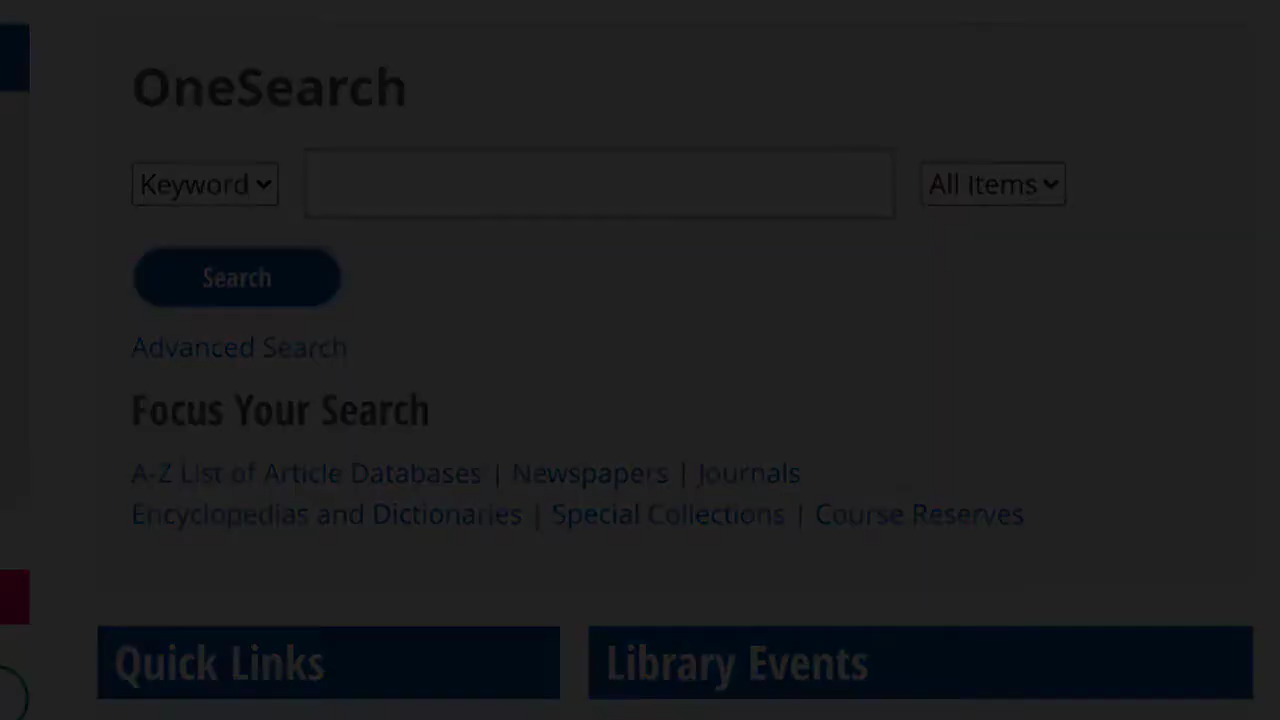 OneSearch
Keyword All Items
Search
Advanced Search
Focus Your Search
A-Z List of Article Databases | Newspapers | Journals
Encyclopedias and Dictionaries | Special Collections | Course Reserves
Quick Links Library Events